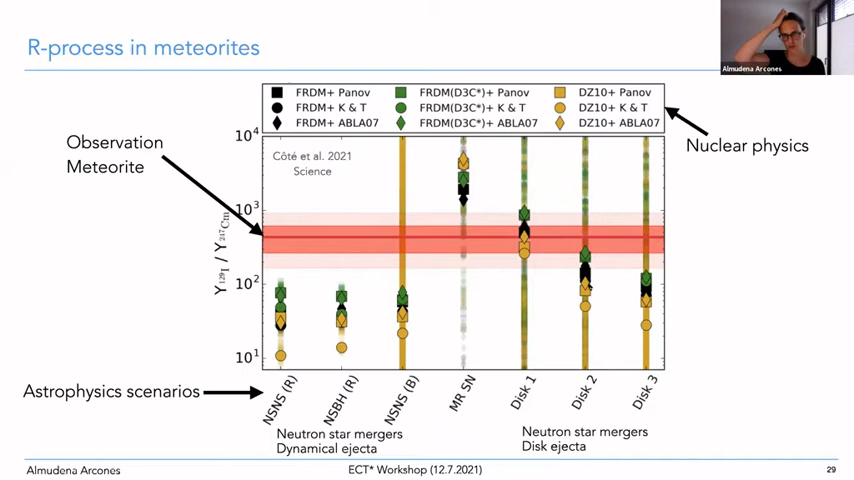 R-process in meteorites
Almudena Arcones
FRDM+ Panov
FRDM(D3C*)+ Panov
DZ10+ Panov
FRDM+ K & T
FRDM(D3C*)+ K & T
DZ10+ K & T
FRDM+ ABLA07
FRDM(D3C*)+ ABLA07
DZ10+ ABLA07
Nuclear physics
Observation
Meteorite
Côté et al. 2021
Science
10⁴
10³
10²
10¹
Y ¹²⁹I / Y ²⁴⁷Cm
Astrophysics scenarios
NSNS (R)
NSBH (R)
NSNS (B)
MR SN
Disk 1
Disk 2
Disk 3
Neutron star mergers
Dynamical ejecta
Neutron star mergers
Disk ejecta
Almudena Arcones
ECT* Workshop (12.7.2021)
29